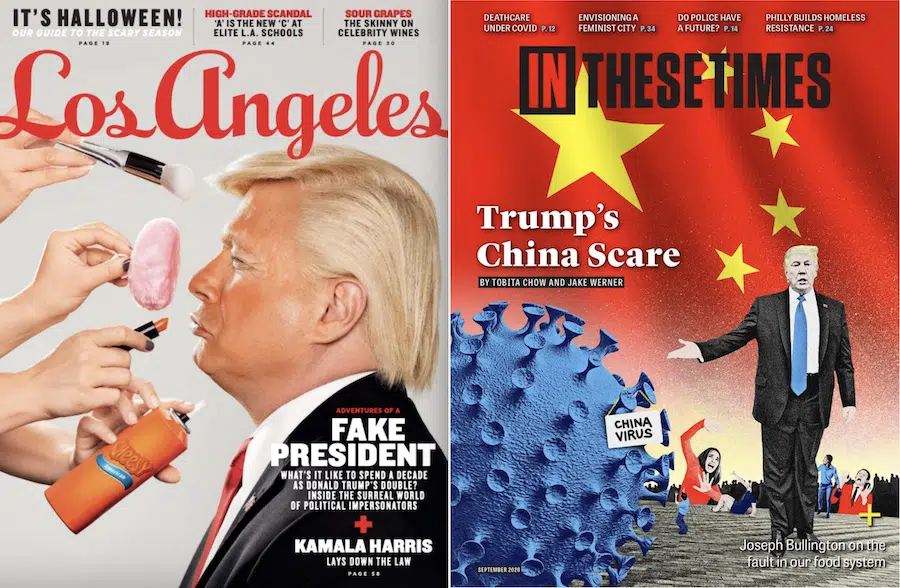 IT'S HALLOWEEN!
OUR GUIDE TO THE SCARY SEASON
PAGE 18
HIGH-GRADE SCANDAL
'A' IS THE NEW 'C' AT
ELITE L.A. SCHOOLS
PAGE 44
SOUR GRAPES
THE SKINNY ON
CELEBRITY WINES
PAGE 30
Los Angeles
ADVENTURES OF A
FAKE
PRESIDENT
WHAT'S IT LIKE TO SPEND A DECADE
AS DONALD TRUMP'S DOUBLE?
INSIDE THE SURREAL WORLD
OF POLITICAL IMPERSONATORS
+
KAMALA HARRIS
LAYS DOWN THE LAW
PAGE 58
DEATHCARE
UNDER COVID P.12
ENVISIONING A
FEMINIST CITY P.34
DO POLICE HAVE
A FUTURE? P.14
PHILLY BUILDS HOMELESS
RESISTANCE P.24
IN THESE TIMES
Trump's
China Scare
BY TOBITA CHOW AND JAKE WERNER
CHINA
VIRUS
+
Joseph Bullington on the
fault in our food system
SEPTEMBER 2020